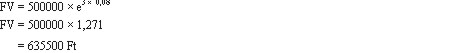 FV = 500000 × e^{3 × 0,08}
FV = 500000 × 1,271
= 635500 Ft